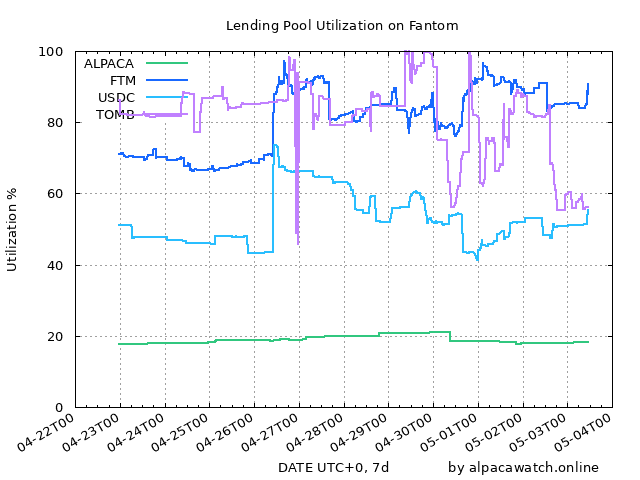 Lending Pool Utilization on Fantom
Utilization %
100
80
60
40
20
0
ALPACA
FTM
USDC
TOMB
04-22T00
04-23T00
04-24T00
04-25T00
04-26T00
04-27T00
04-28T00
04-29T00
04-30T00
05-01T00
05-02T00
05-03T00
05-04T00
DATE UTC+0, 7d
by alpacawatch.online